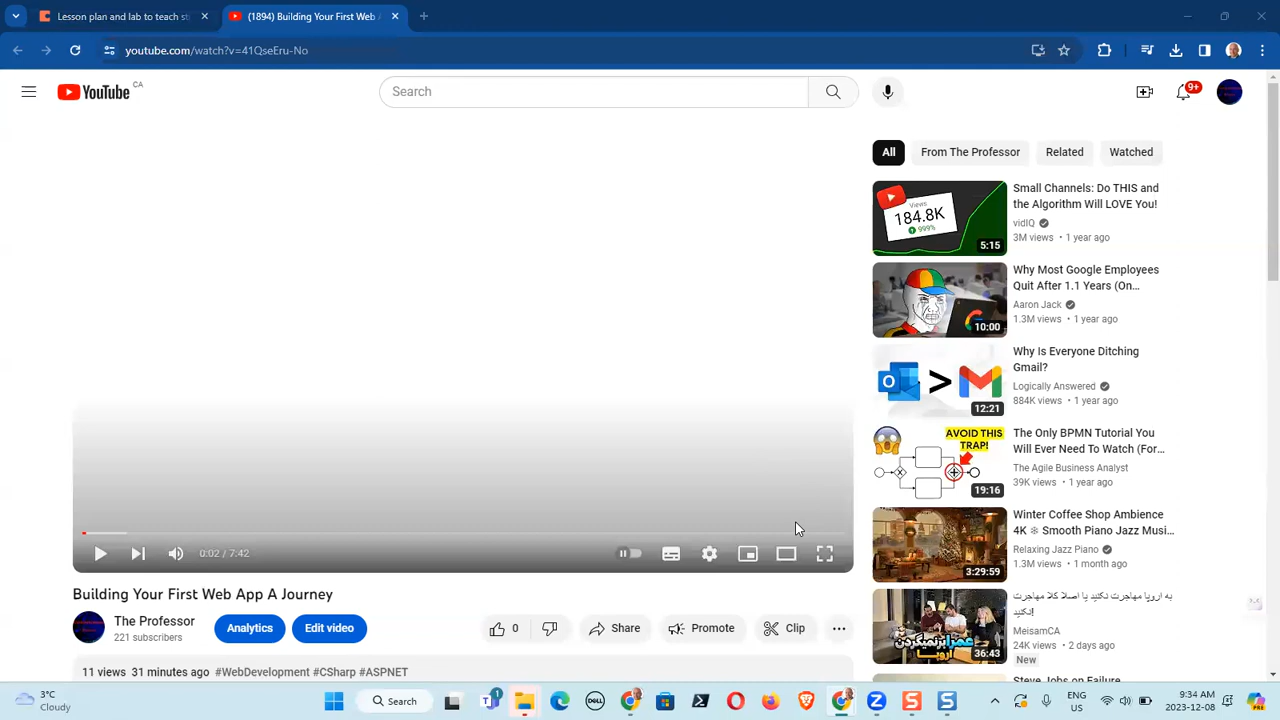 Lesson plan and lab to teach st
(1894) Building Your First Web A
youtube.com/watch?v=41QseEru-No
YouTube CA
Search
9+
All
From The Professor
Related
Watched
Views
184.8K
999%
5:15
Small Channels: Do THIS and
the Algorithm Will LOVE You!
vidIQ
3M views • 1 year ago
10:00
Why Most Google Employees
Quit After 1.1 Years (On...
Aaron Jack
1.3M views • 1 year ago
12:21
Why Is Everyone Ditching
Gmail?
Logically Answered
884K views • 1 year ago
AVOID THIS
TRAP!
19:16
The Only BPMN Tutorial You
Will Ever Need To Watch (For...
The Agile Business Analyst
39K views • 1 year ago
3:29:59
Winter Coffee Shop Ambience
4K ❄ Smooth Piano Jazz Musi...
Relaxing Jazz Piano
1.3M views • 1 month ago
36:43
به اروپا مهاجرت نکنید یا اصلا کلا مهاجرت
نکنید!
MeisamCA
24K views • 2 days ago
New
Steve Jobs on Failure
0:02 / 7:42
Building Your First Web App A Journey
The Professor
221 subscribers
Analytics
Edit video
0
Share
Promote
Clip
11 views 31 minutes ago #WebDevelopment #CSharp #ASPNET
3°C
Cloudy
Search
1
DELL
ENG
US
9:34 AM
2023-12-08